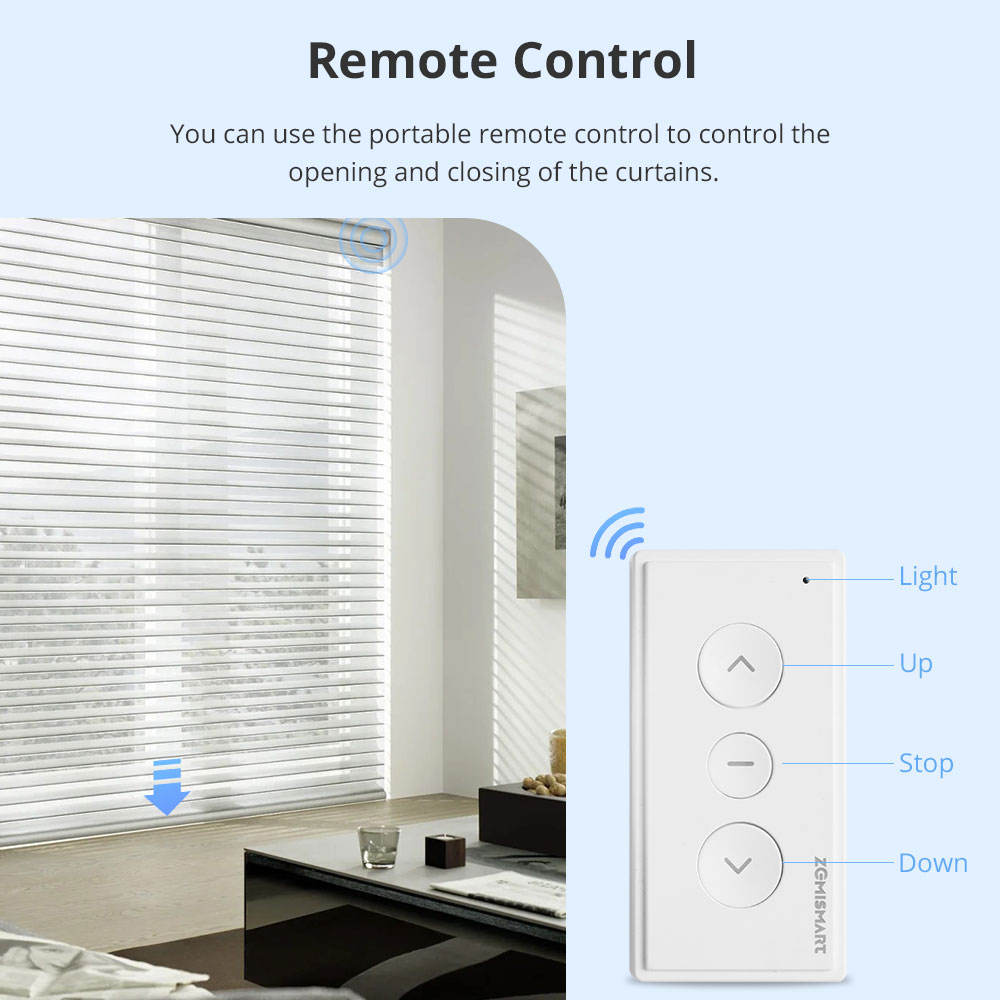 Remote Control
You can use the portable remote control to control the
opening and closing of the curtains.
Light
Up
Stop
Down
ZGMISMART